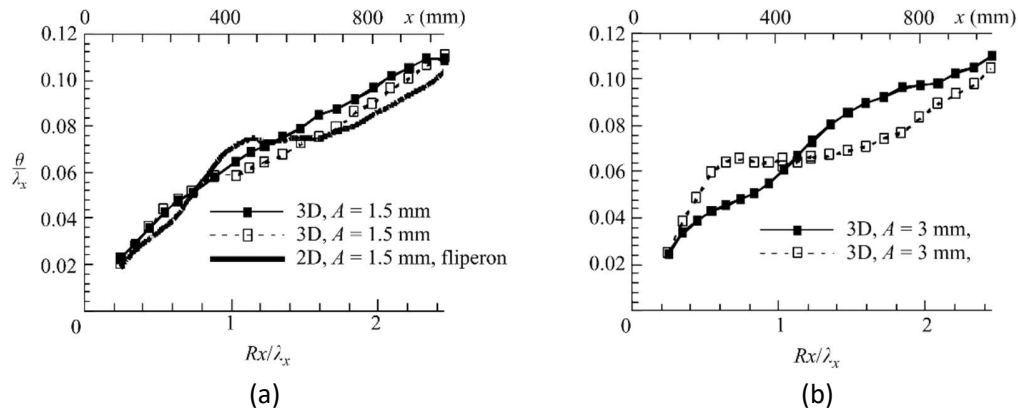 0 400 800 x (mm)
0.12
0.10
0.08
θ/λx
0.06
0.04
0.02
0 1 2
Rx/λx
3D, A = 1.5 mm
3D, A = 1.5 mm
2D, A = 1.5 mm, fliperon
(a)
0 400 800 x (mm)
0.12
0.10
0.08
0.06
0.04
0.02
0 1 2
Rx/λx
3D, A = 3 mm,
3D, A = 3 mm,
(b)